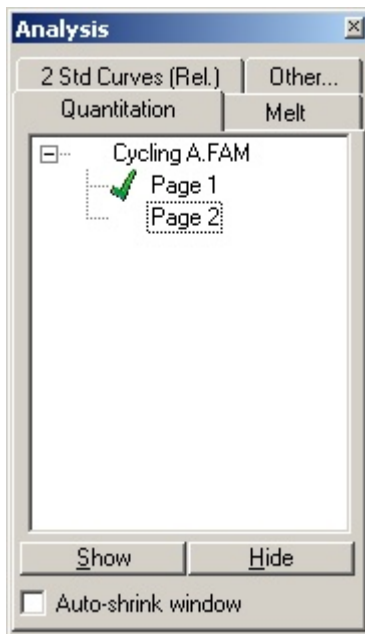 Analysis
2 Std Curves (Rel.) Other...
Quantitation Melt
Cycling A.FAM
Page 1
Page 2
Show Hide
Auto-shrink window